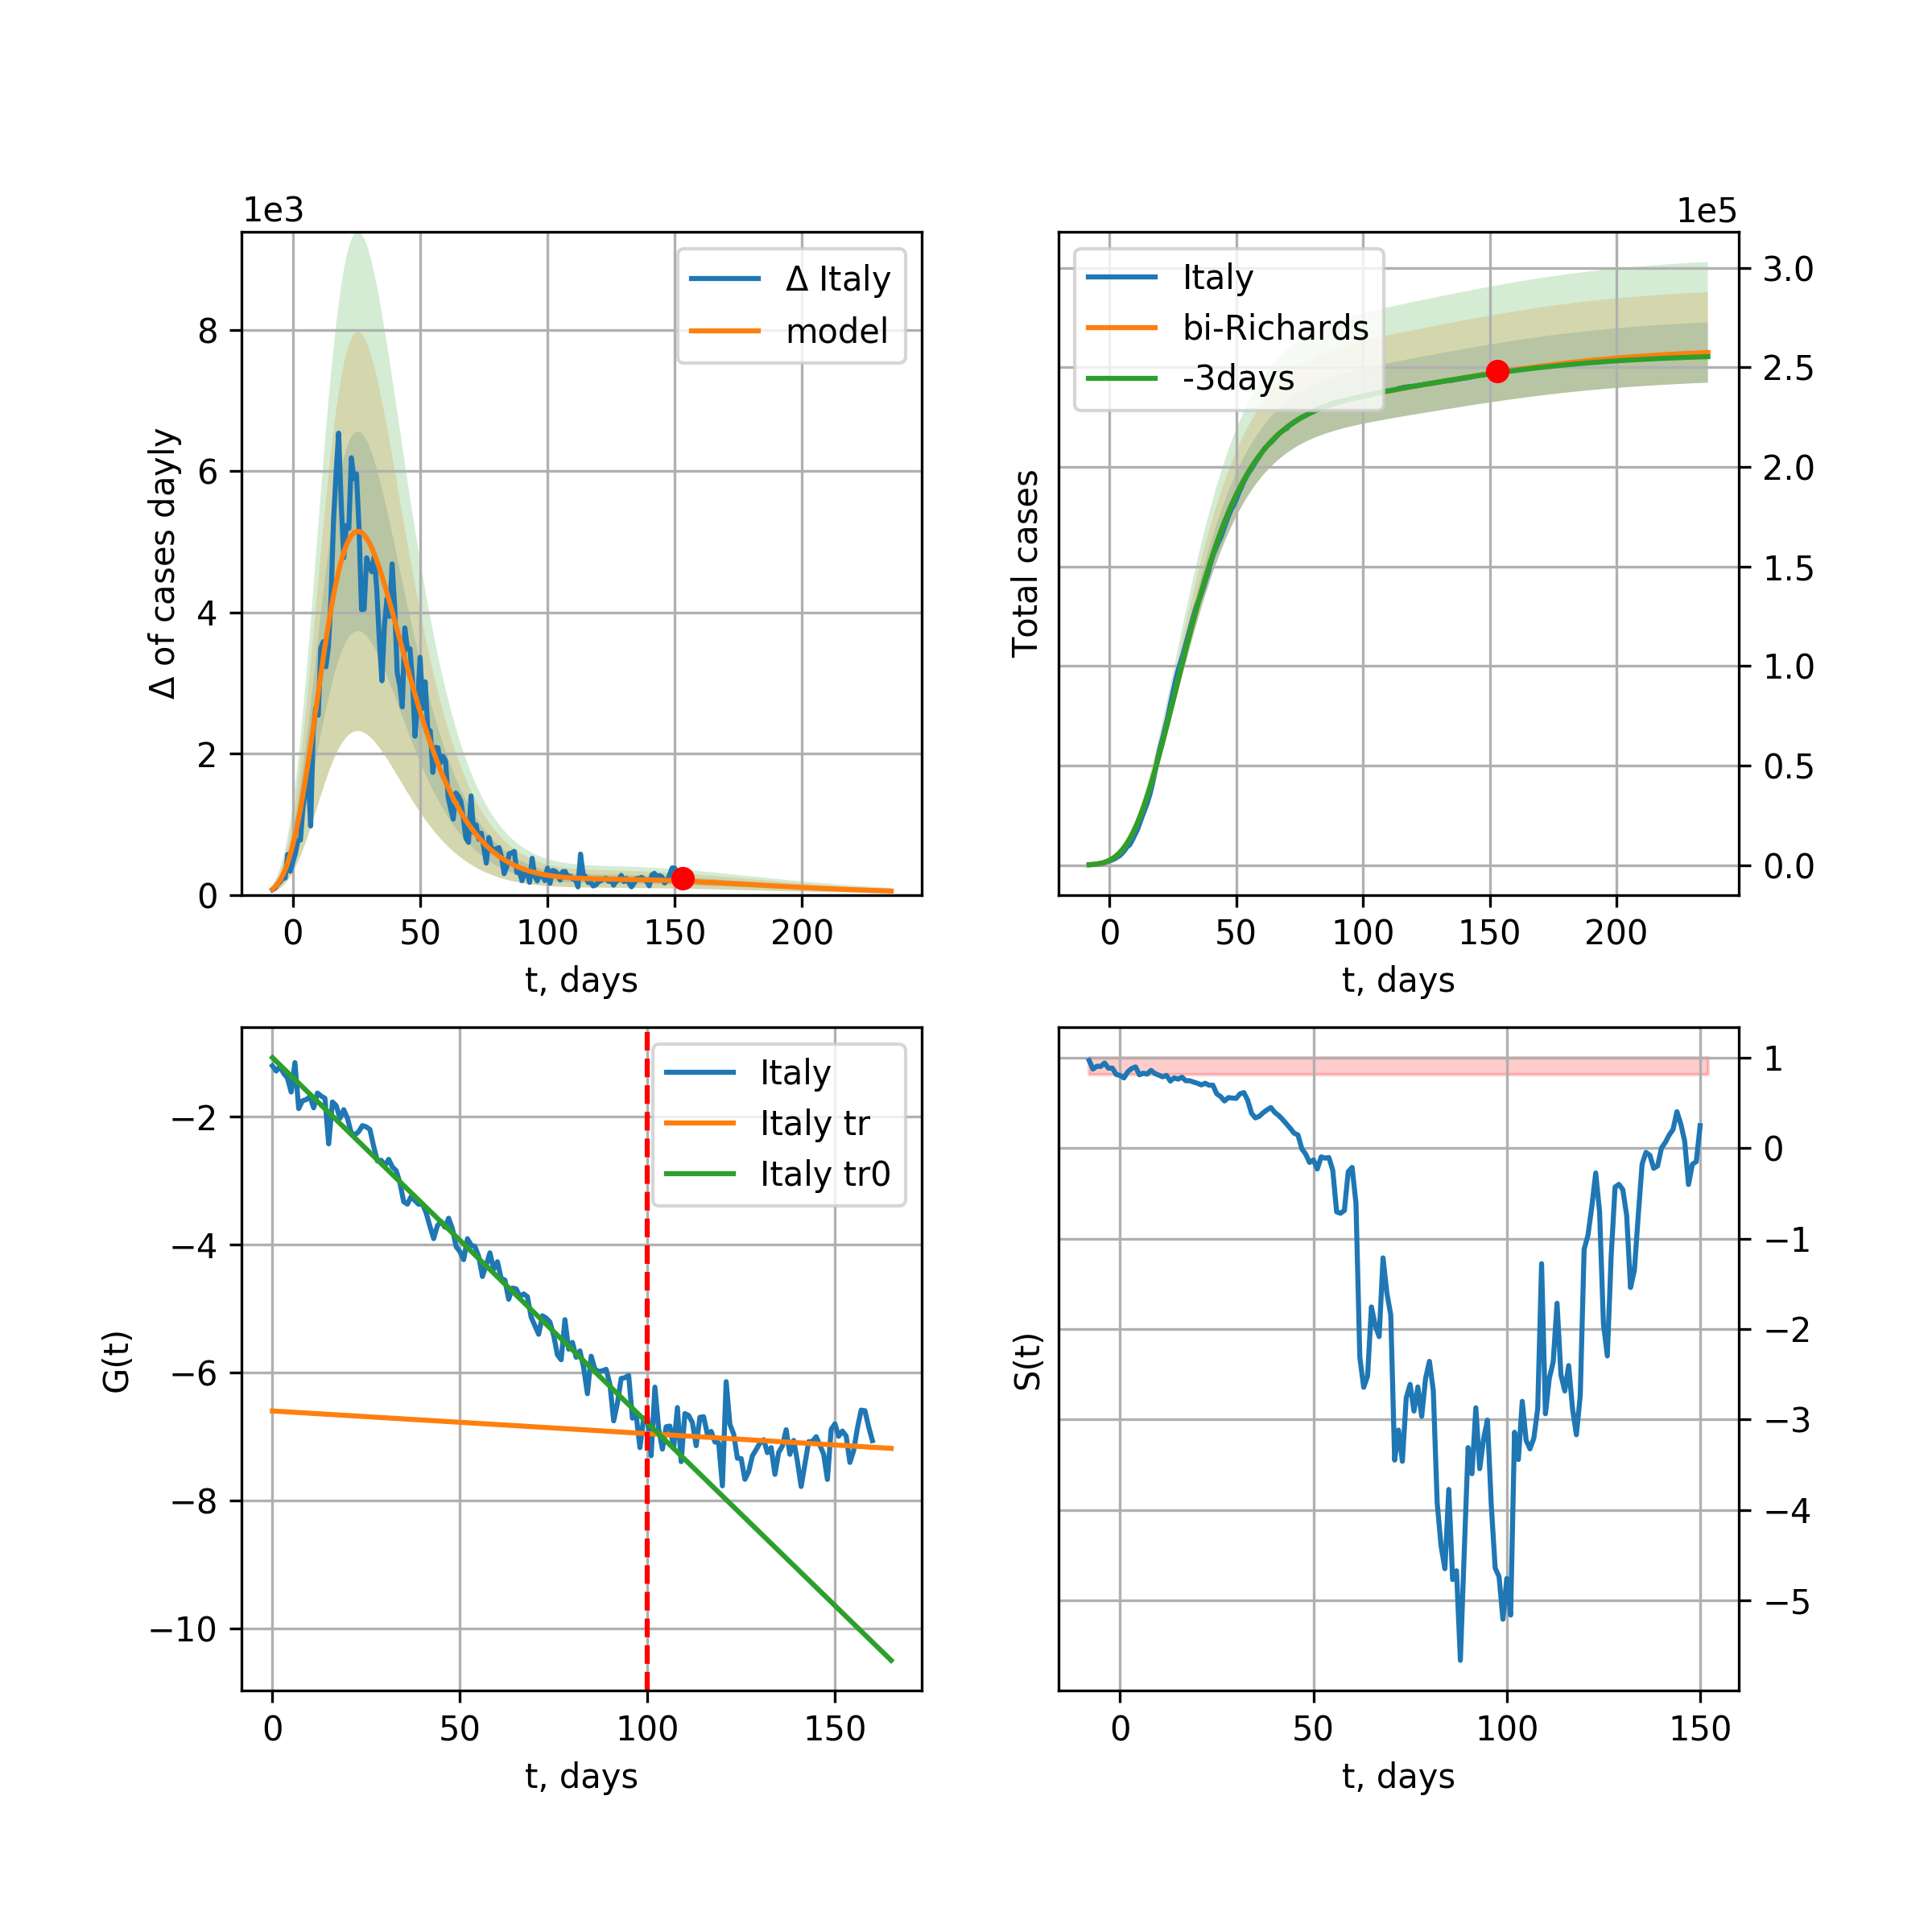 1e3
Δ Italy
model
8
6
4
2
0
Δ of cases dayly
0 50 100 150 200
t, days
1e5
Italy
bi-Richards
-3days
Total cases
3.0
2.5
2.0
1.5
1.0
0.5
0.0
0 50 100 150 200
t, days
Italy
Italy tr
Italy tr0
−2
−4
−6
−8
−10
G(t)
0 50 100 150
t, days
S(t)
1
0
−1
−2
−3
−4
−5
0 50 100 150
t, days